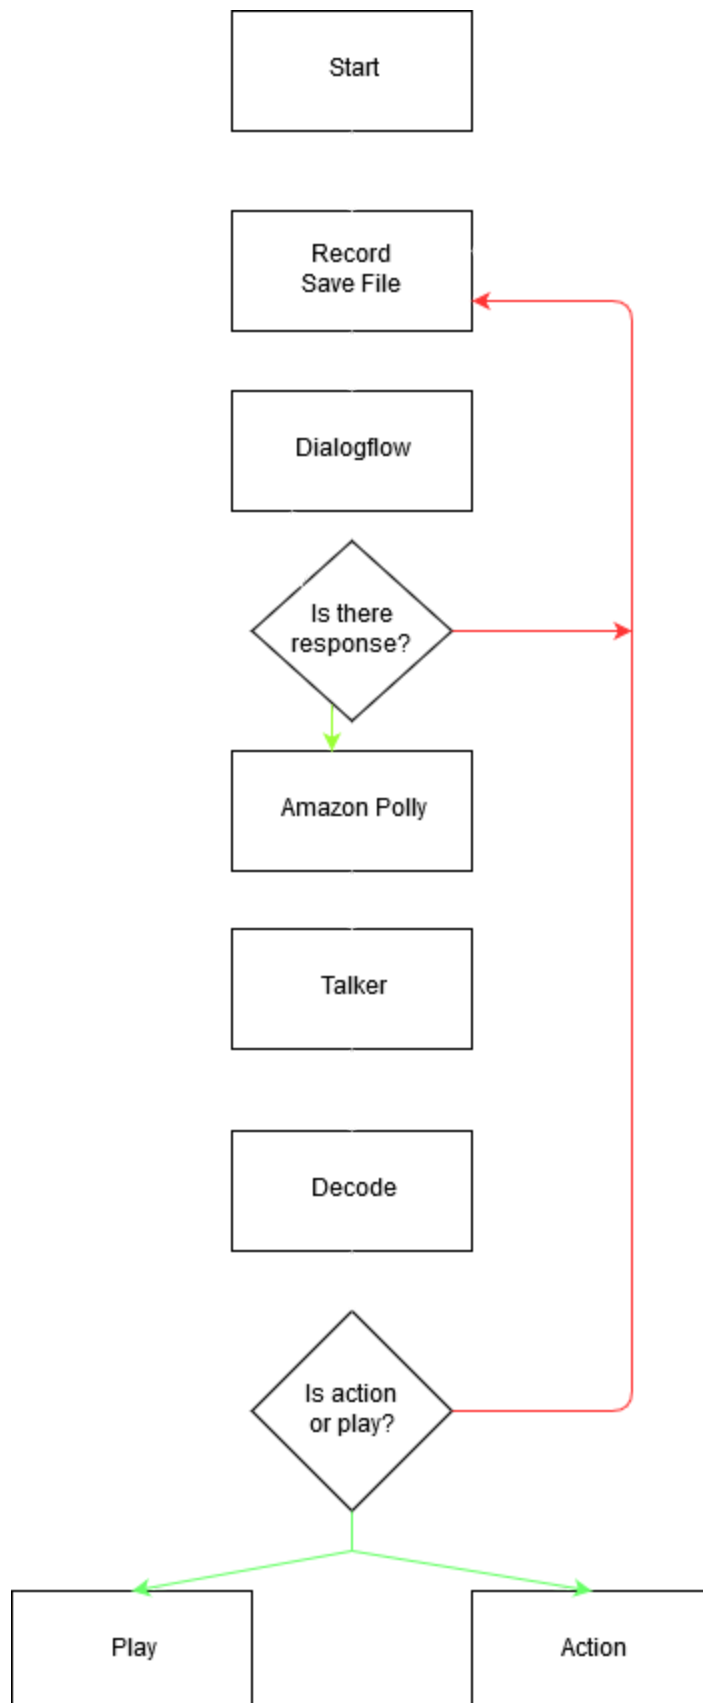 Start
Record
Save File
Dialogflow
Is there
response?
Amazon Polly
Talker
Decode
Is action
or play?
Play
Action